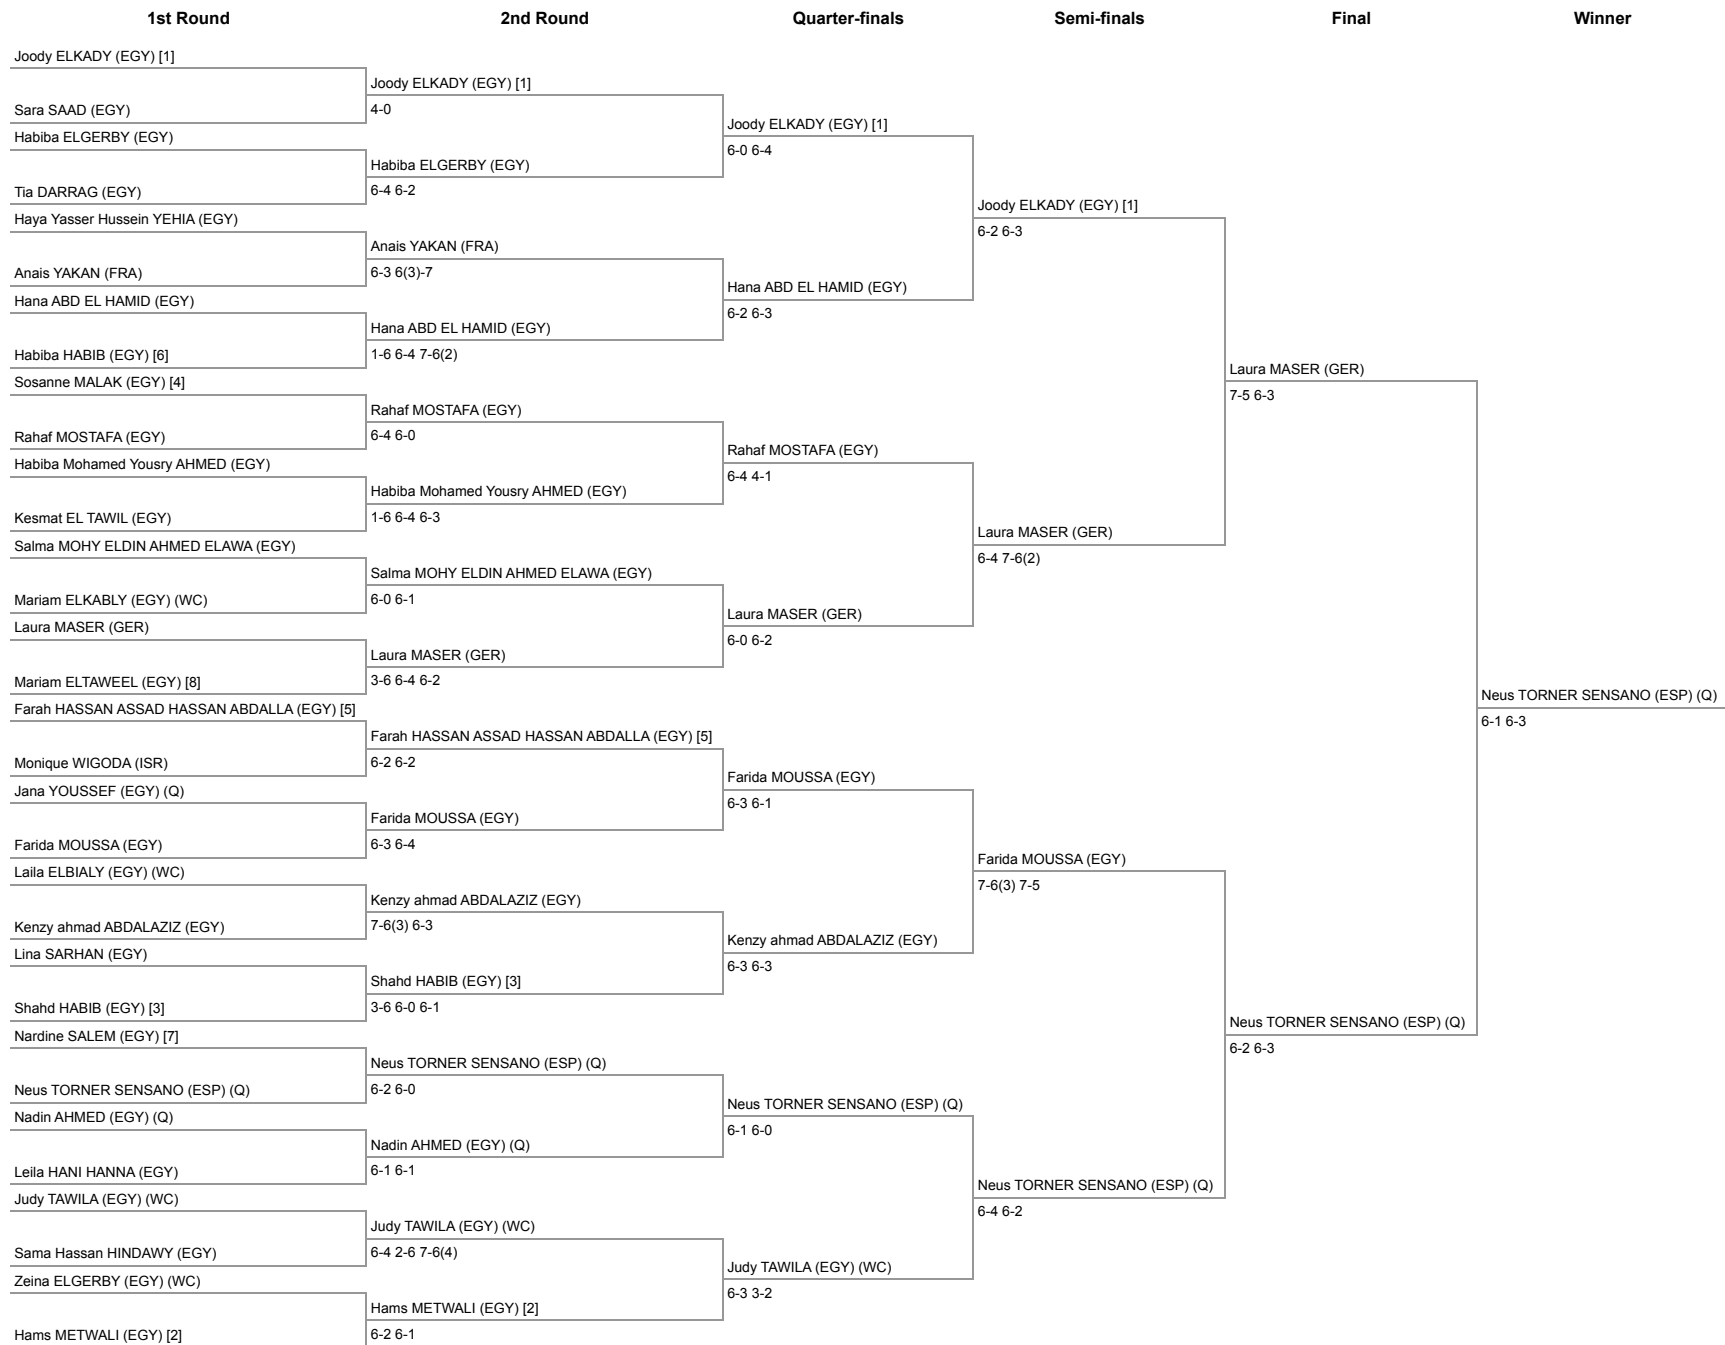 1st Round
2nd Round
Quarter-finals
Semi-finals
Final
Winner
Joody ELKADY (EGY) [1]
Sara SAAD (EGY)
Habiba ELGERBY (EGY)
Tia DARRAG (EGY)
Haya Yasser Hussein YEHIA (EGY)
Anais YAKAN (FRA)
Hana ABD EL HAMID (EGY)
Habiba HABIB (EGY) [6]
Sosanne MALAK (EGY) [4]
Rahaf MOSTAFA (EGY)
Habiba Mohamed Yousry AHMED (EGY)
Kesmat EL TAWIL (EGY)
Salma MOHY ELDIN AHMED ELAWA (EGY)
Mariam ELKABLY (EGY) (WC)
Laura MASER (GER)
Mariam ELTAWEEL (EGY) [8]
Farah HASSAN ASSAD HASSAN ABDALLA (EGY) [5]
Monique WIGODA (ISR)
Jana YOUSSEF (EGY) (Q)
Farida MOUSSA (EGY)
Laila ELBIALY (EGY) (WC)
Kenzy ahmad ABDALAZIZ (EGY)
Lina SARHAN (EGY)
Shahd HABIB (EGY) [3]
Nardine SALEM (EGY) [7]
Neus TORNER SENSANO (ESP) (Q)
Nadin AHMED (EGY) (Q)
Leila HANI HANNA (EGY)
Judy TAWILA (EGY) (WC)
Sama Hassan HINDAWY (EGY)
Zeina ELGERBY (EGY) (WC)
Hams METWALI (EGY) [2]
Joody ELKADY (EGY) [1]
4-0
Habiba ELGERBY (EGY)
6-4 6-2
Anais YAKAN (FRA)
6-3 6(3)-7
Hana ABD EL HAMID (EGY)
1-6 6-4 7-6(2)
Rahaf MOSTAFA (EGY)
6-4 6-0
Habiba Mohamed Yousry AHMED (EGY)
1-6 6-4 6-3
Salma MOHY ELDIN AHMED ELAWA (EGY)
6-0 6-1
Laura MASER (GER)
3-6 6-4 6-2
Farah HASSAN ASSAD HASSAN ABDALLA (EGY) [5]
6-2 6-2
Farida MOUSSA (EGY)
6-3 6-4
Kenzy ahmad ABDALAZIZ (EGY)
7-6(3) 6-3
Shahd HABIB (EGY) [3]
3-6 6-0 6-1
Neus TORNER SENSANO (ESP) (Q)
6-2 6-0
Nadin AHMED (EGY) (Q)
6-1 6-1
Judy TAWILA (EGY) (WC)
6-4 2-6 7-6(4)
Hams METWALI (EGY) [2]
6-2 6-1
Joody ELKADY (EGY) [1]
6-0 6-4
Hana ABD EL HAMID (EGY)
6-2 6-3
Rahaf MOSTAFA (EGY)
6-4 4-1
Laura MASER (GER)
6-0 6-2
Farida MOUSSA (EGY)
6-3 6-1
Kenzy ahmad ABDALAZIZ (EGY)
6-3 6-3
Neus TORNER SENSANO (ESP) (Q)
6-1 6-0
Judy TAWILA (EGY) (WC)
6-3 3-2
Joody ELKADY (EGY) [1]
6-2 6-3
Laura MASER (GER)
6-4 7-6(2)
Farida MOUSSA (EGY)
7-6(3) 7-5
Neus TORNER SENSANO (ESP) (Q)
6-4 6-2
Laura MASER (GER)
7-5 6-3
Neus TORNER SENSANO (ESP) (Q)
6-2 6-3
Neus TORNER SENSANO (ESP) (Q)
6-1 6-3